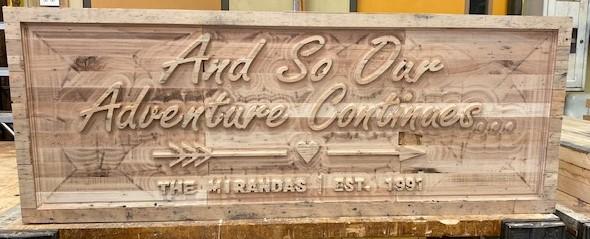 And So Our
Adventure Continues...
THE MIRANDAS | EST. 1991